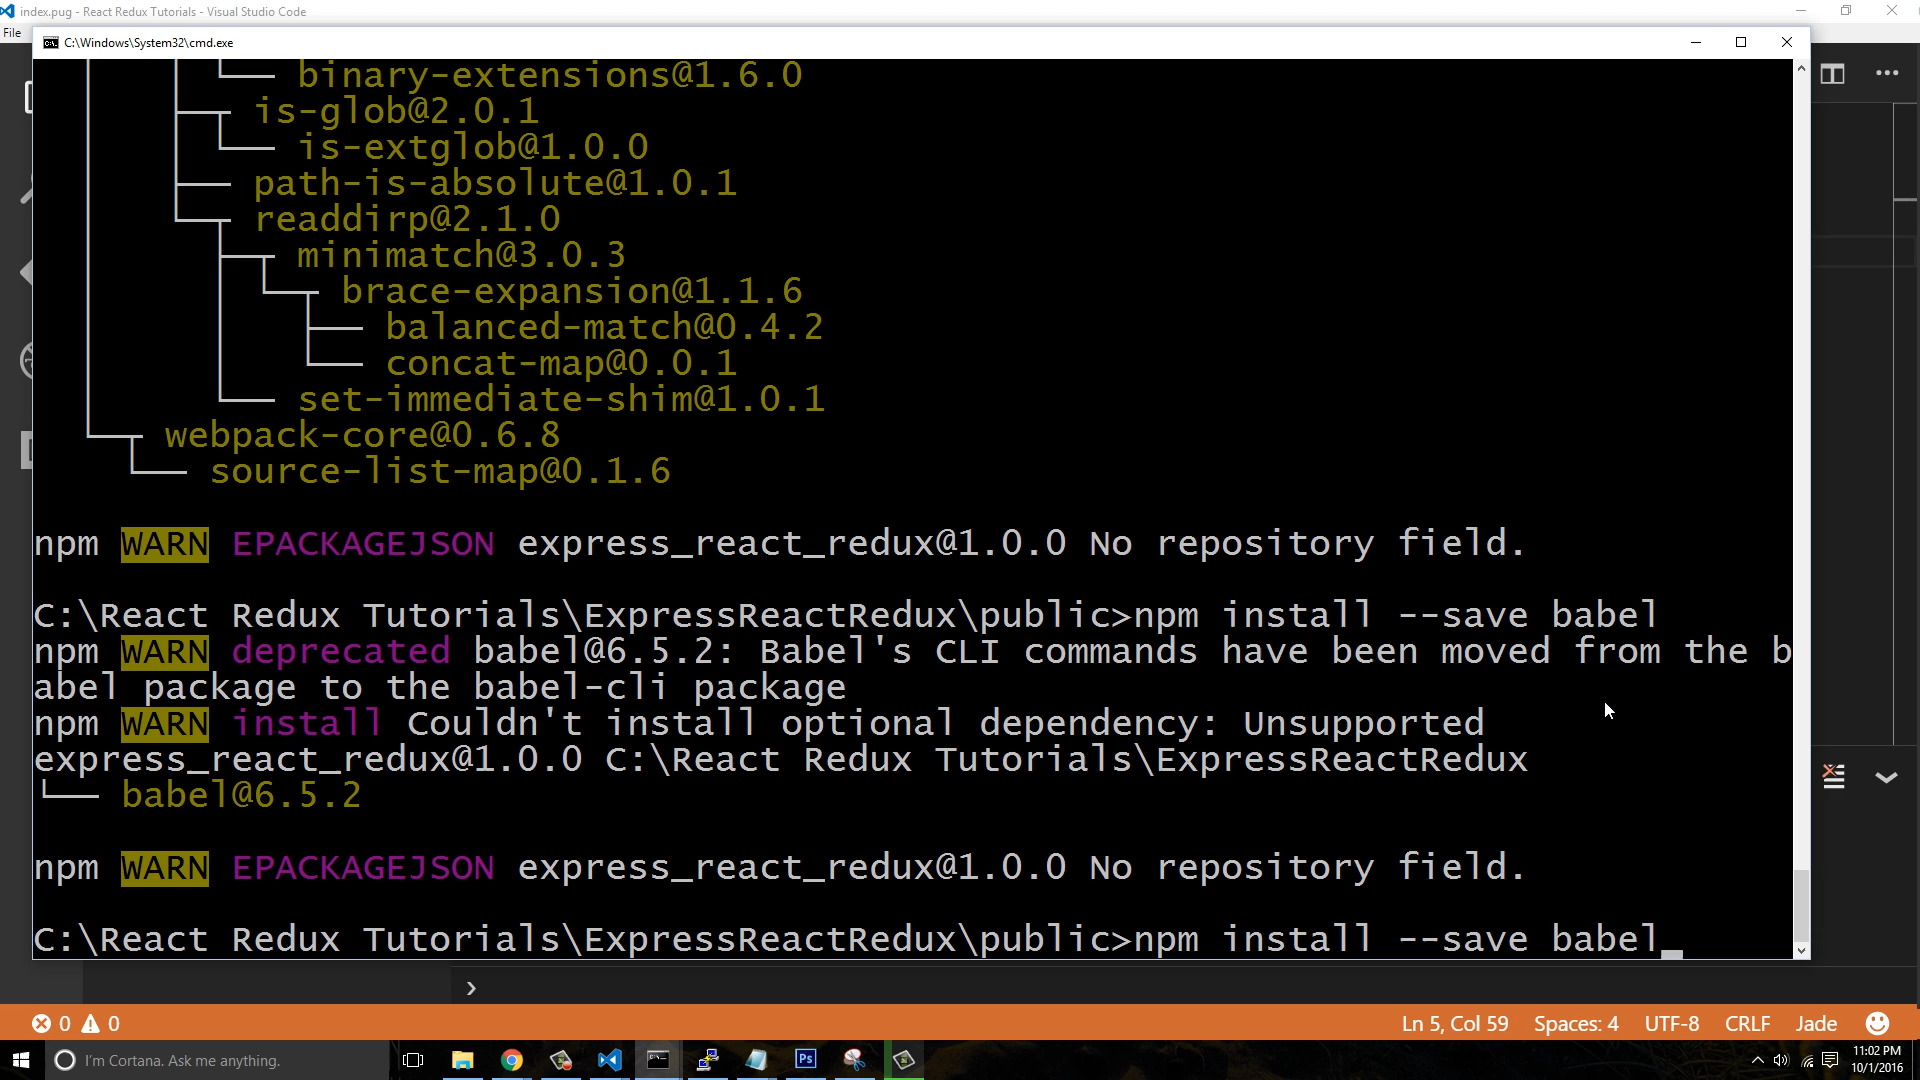 index.pug - React Redux Tutorials - Visual Studio Code
File
C:\Windows\System32\cmd.exe
binary-extensions@1.6.0
is-glob@2.0.1
is-extglob@1.0.0
path-is-absolute@1.0.1
readdirp@2.1.0
minimatch@3.0.3
brace-expansion@1.1.6
balanced-match@0.4.2
concat-map@0.0.1
set-immediate-shim@1.0.1
webpack-core@0.6.8
source-list-map@0.1.6
npm WARN EPACKAGEJSON express_react_redux@1.0.0 No repository field.
C:\React Redux Tutorials\ExpressReactRedux\public>npm install --save babel
npm WARN deprecated babel@6.5.2: Babel's CLI commands have been moved from the b
abel package to the babel-cli package
npm WARN install Couldn't install optional dependency: Unsupported
express_react_redux@1.0.0 C:\React Redux Tutorials\ExpressReactRedux
babel@6.5.2
npm WARN EPACKAGEJSON express_react_redux@1.0.0 No repository field.
C:\React Redux Tutorials\ExpressReactRedux\public>npm install --save babel
0 0 Ln 5, Col 59 Spaces: 4 UTF-8 CRLF Jade
I'm Cortana. Ask me anything.
Ps
11:02 PM
10/1/2016